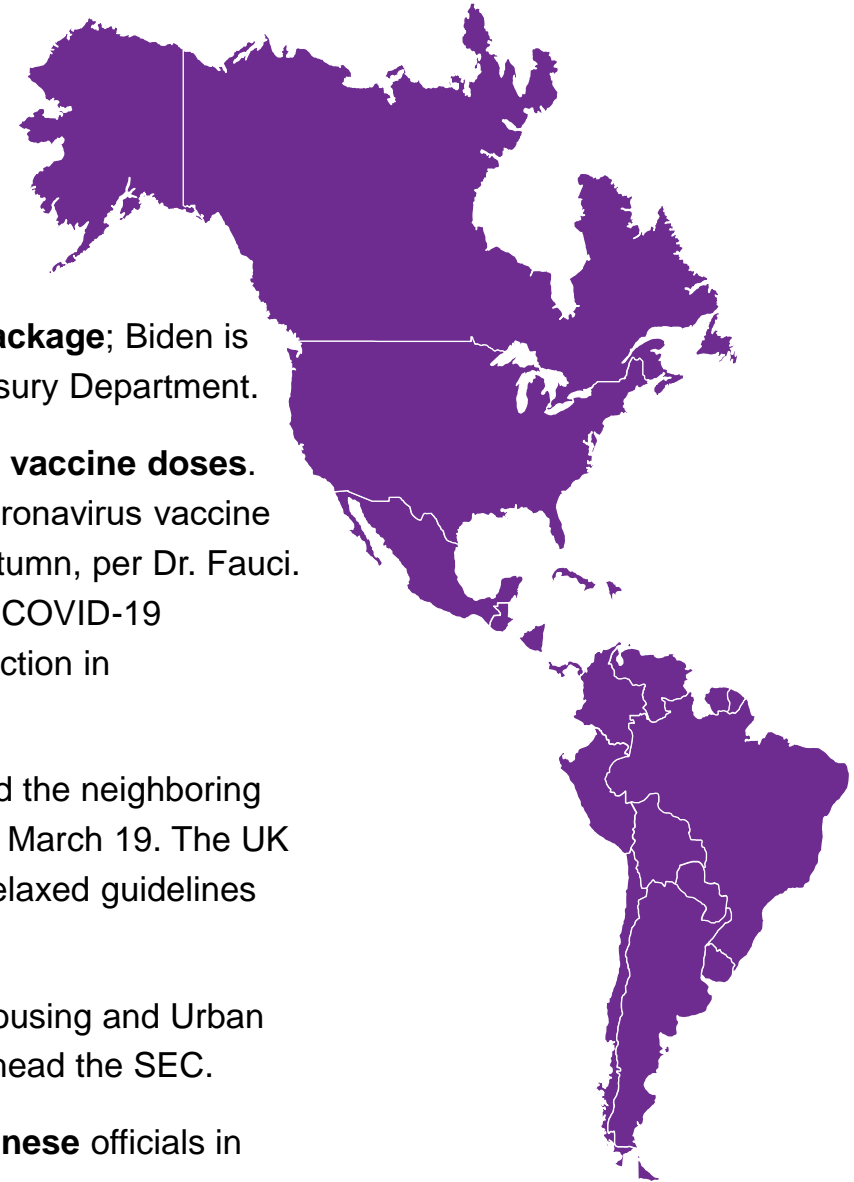 ackage; Biden is
sury Department.
vaccine doses.
ronavirus vaccine
tumn, per Dr. Fauci.
COVID-19
ction in
d the neighboring
March 19. The UK
elaxed guidelines
ousing and Urban
head the SEC.
nese officials in